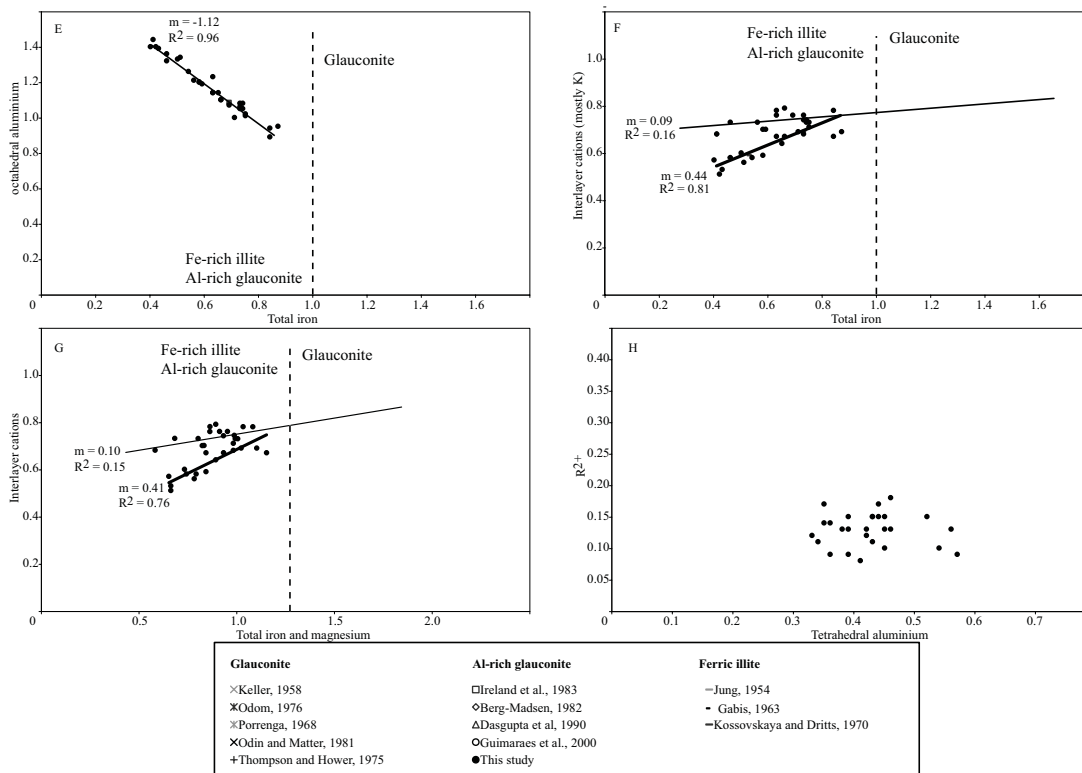 E
m = -1.12
R2 = 0.96
Glauconite
Fe-rich illite
Al-rich glauconite
octahedral aluminium
1.4
1.2
1.0
0.8
0.6
0.4
0.2
0
0.2 0.4 0.6 0.8 1.0 1.2 1.4 1.6
Total iron
F
Fe-rich illite
Al-rich glauconite
Glauconite
m = 0.09
R2 = 0.16
m = 0.44
R2 = 0.81
Interlayer cations (mostly K)
1.0
0.8
0.6
0.4
0.2
0
0.2 0.4 0.6 0.8 1.0 1.2 1.4 1.6
Total iron
G
Fe-rich illite
Al-rich glauconite
Glauconite
m = 0.10
R2 = 0.15
m = 0.41
R2 = 0.76
Interlayer cations
1.0
0.8
0.6
0.4
0.2
0
0.5 1.0 1.5 2.0
Total iron and magnesium
H
R2+
0.40
0.35
0.30
0.25
0.20
0.15
0.10
0.05
0
0.1 0.2 0.3 0.4 0.5 0.6 0.7
Tetrahedral aluminium
Glauconite
Keller, 1958
Odom, 1976
Porrenga, 1968
Odin and Matter, 1981
Thompson and Hower, 1975
Al-rich glauconite
Ireland et al., 1983
Berg-Madsen, 1982
Dasgupta et al, 1990
Guimaraes et al., 2000
This study
Ferric illite
Jung, 1954
Gabis, 1963
Kossovskaya and Dritts, 1970